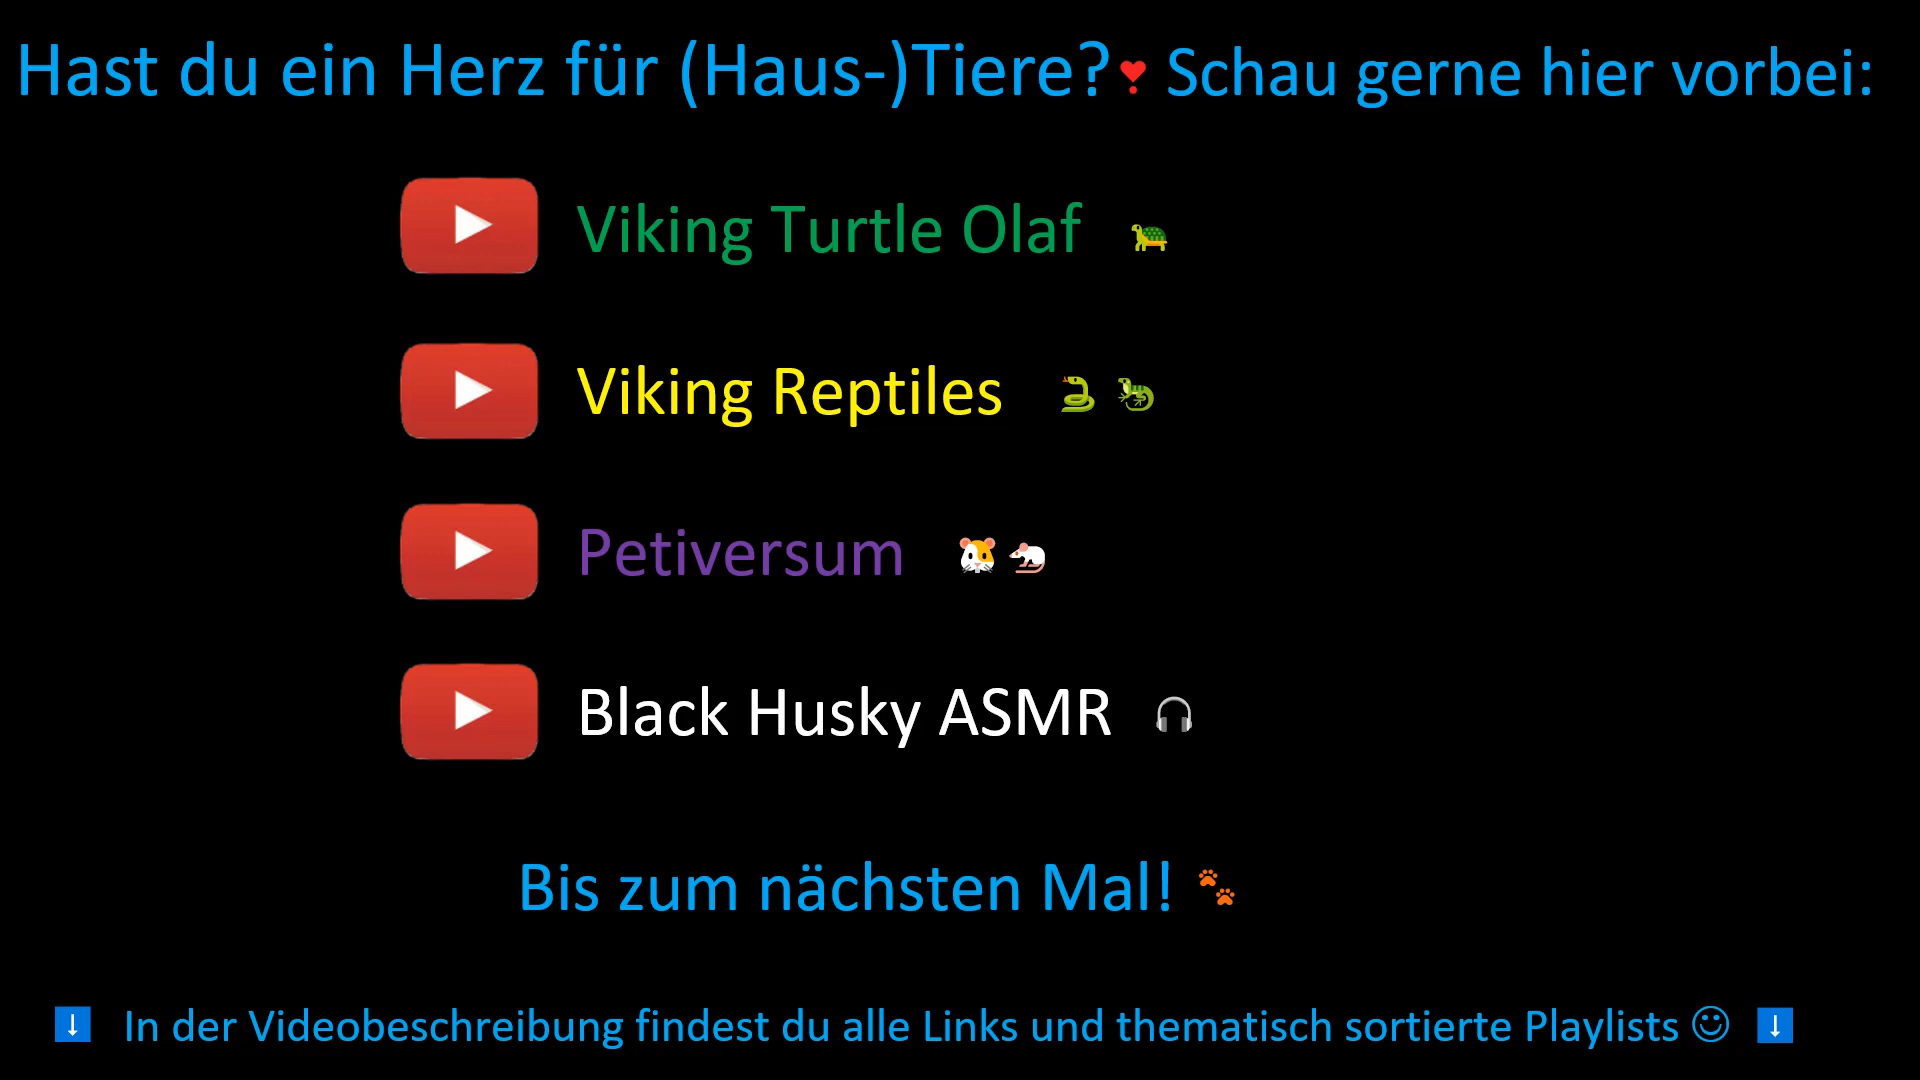 Hast du ein Herz für (Haus-)Tiere?❣ Schau gerne hier vorbei:
Viking Turtle Olaf 🐢
Viking Reptiles 🐍 🦎
Petiversum 🐹 🐁
Black Husky ASMR 🎧
Bis zum nächsten Mal! 🐾
⬇ In der Videobeschreibung findest du alle Links und thematisch sortierte Playlists ☺ ⬇